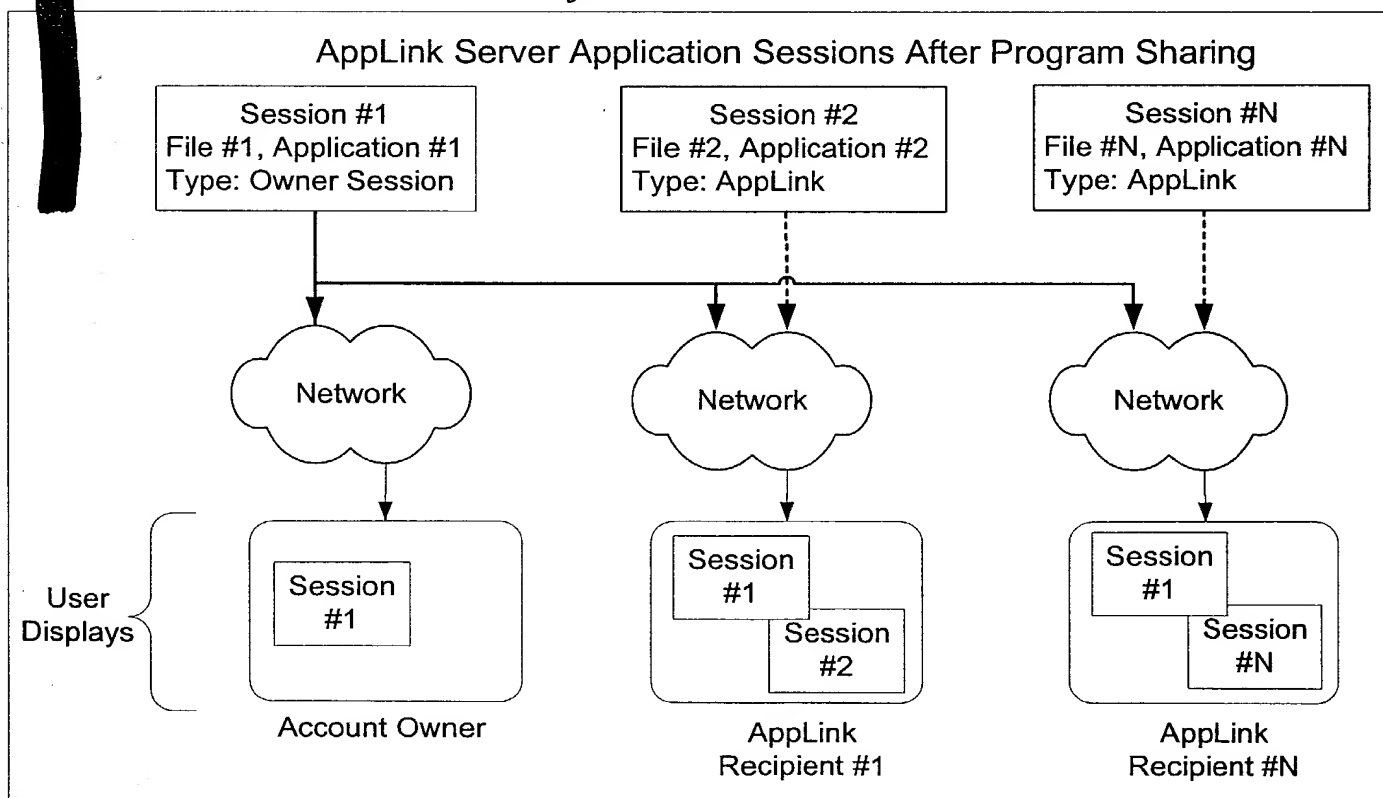 AppLink Server Application Sessions After Program Sharing
Session #1
File #1, Application #1
Type: Owner Session
Session #2
File #2, Application #2
Type: AppLink
Session #N
File #N, Application #N
Type: AppLink
Network
Network
Network
User
Displays
Session
#1
Session
#1
Session
#2
Session
#1
Session
#N
Account Owner
AppLink
Recipient #1
AppLink
Recipient #N